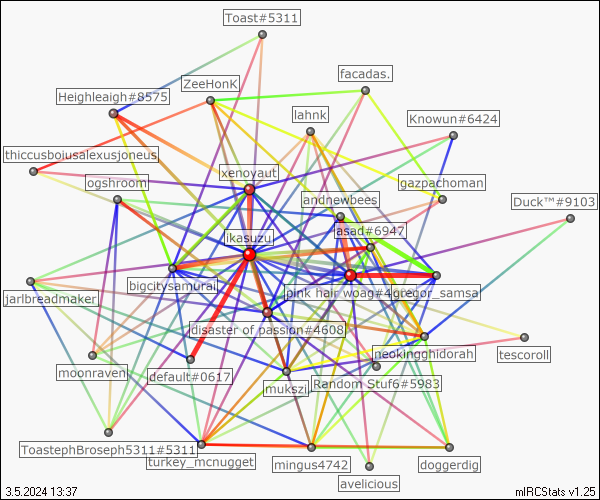 Toast#5311
facadas.
ZeeHonK
Heighleaigh#8575
lahnk
Knowun#6424
thiccusboiusalexusjoneus
xenoyaut
ogshroom
gazpachoman
andnewbees
Duck™#9103
asad#6947
ikasuzu
bigcitysamurai
pink hair woag#4
gregor_samsa
jarlbreadmaker
disaster of passion#4608
neokingghidorah
tescoroll
moonraven
default#0617
Random Stuf6#5983
mukszi
ToastephBroseph5311#5311
turkey_mcnugget
mingus4742
doggerdig
avelicious
3.5.2024 13:37
mIRCStats v1.25